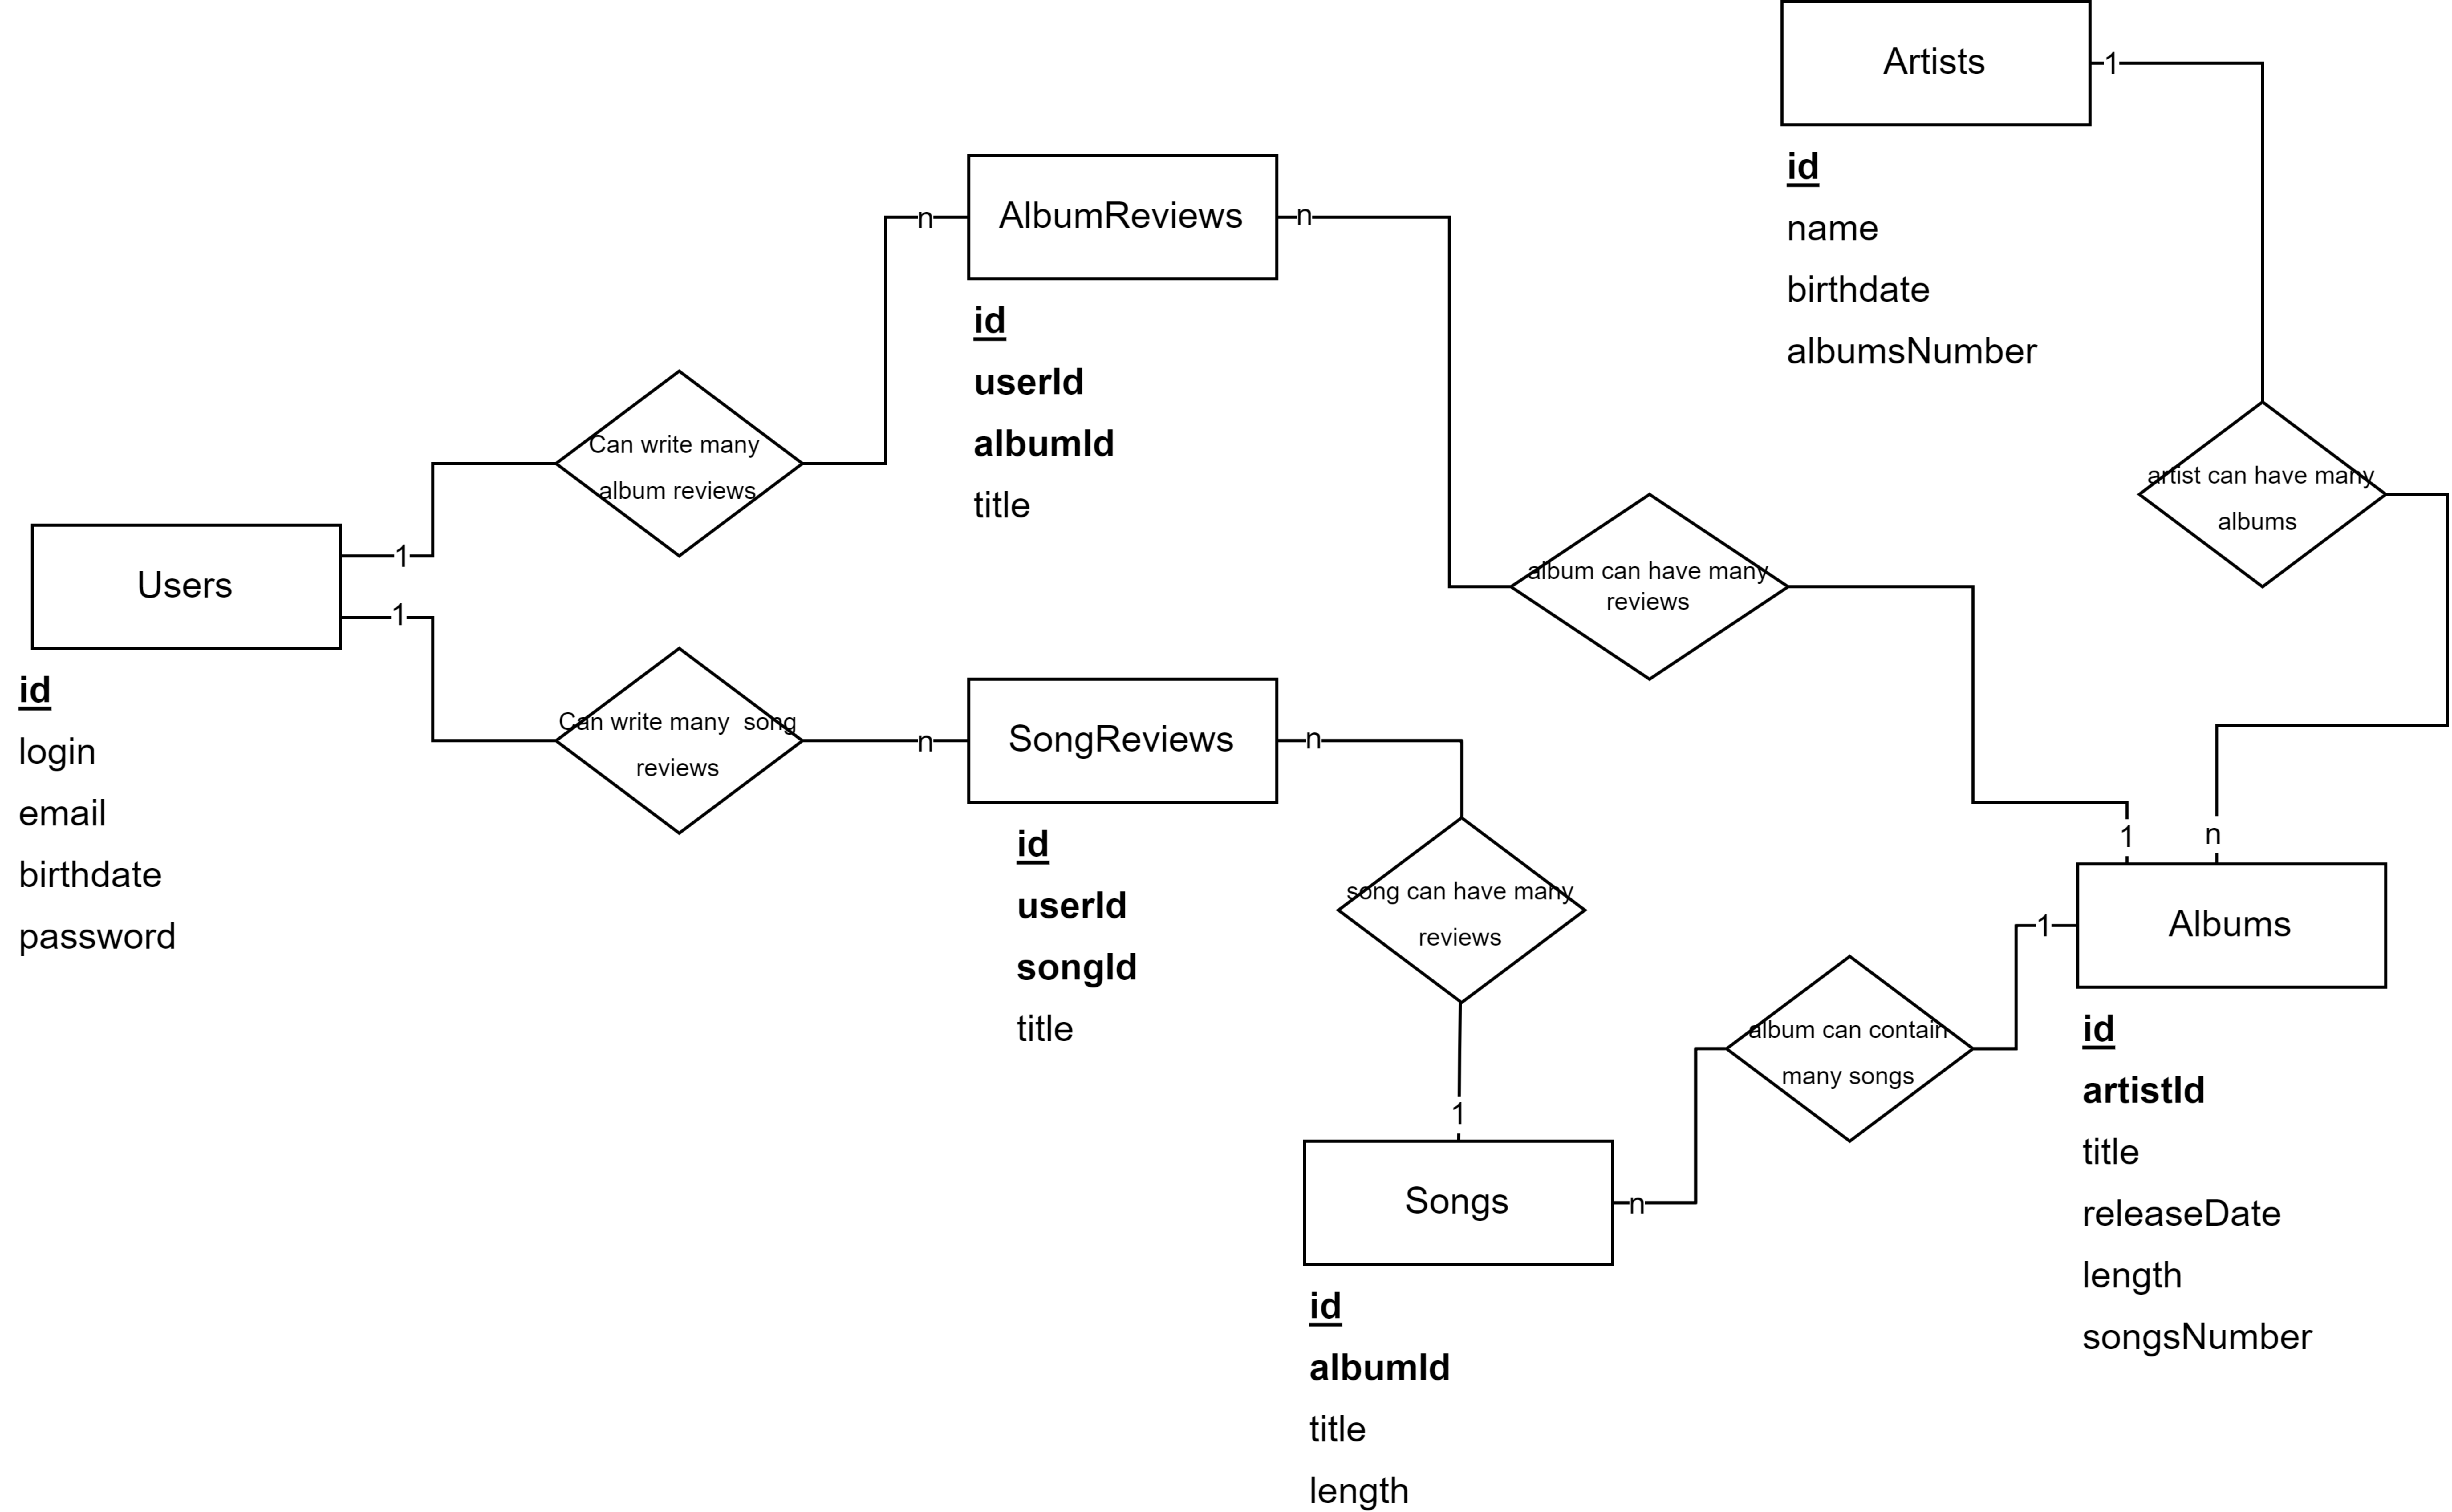 Artists
1
id
name
birthdate
albumsNumber
AlbumReviews
n
n
id
userId
albumId
title
Can write many
album reviews
artist can have many
albums
album can have many
reviews
Users
1
1
id
login
email
birthdate
password
Can write many  song
reviews
n
SongReviews
n
id
userId
songId
title
song can have many
reviews
1
n
1
Albums
id
artistId
title
releaseDate
length
songsNumber
album can contain
many songs
1
1
Songs
n
id
albumId
title
length